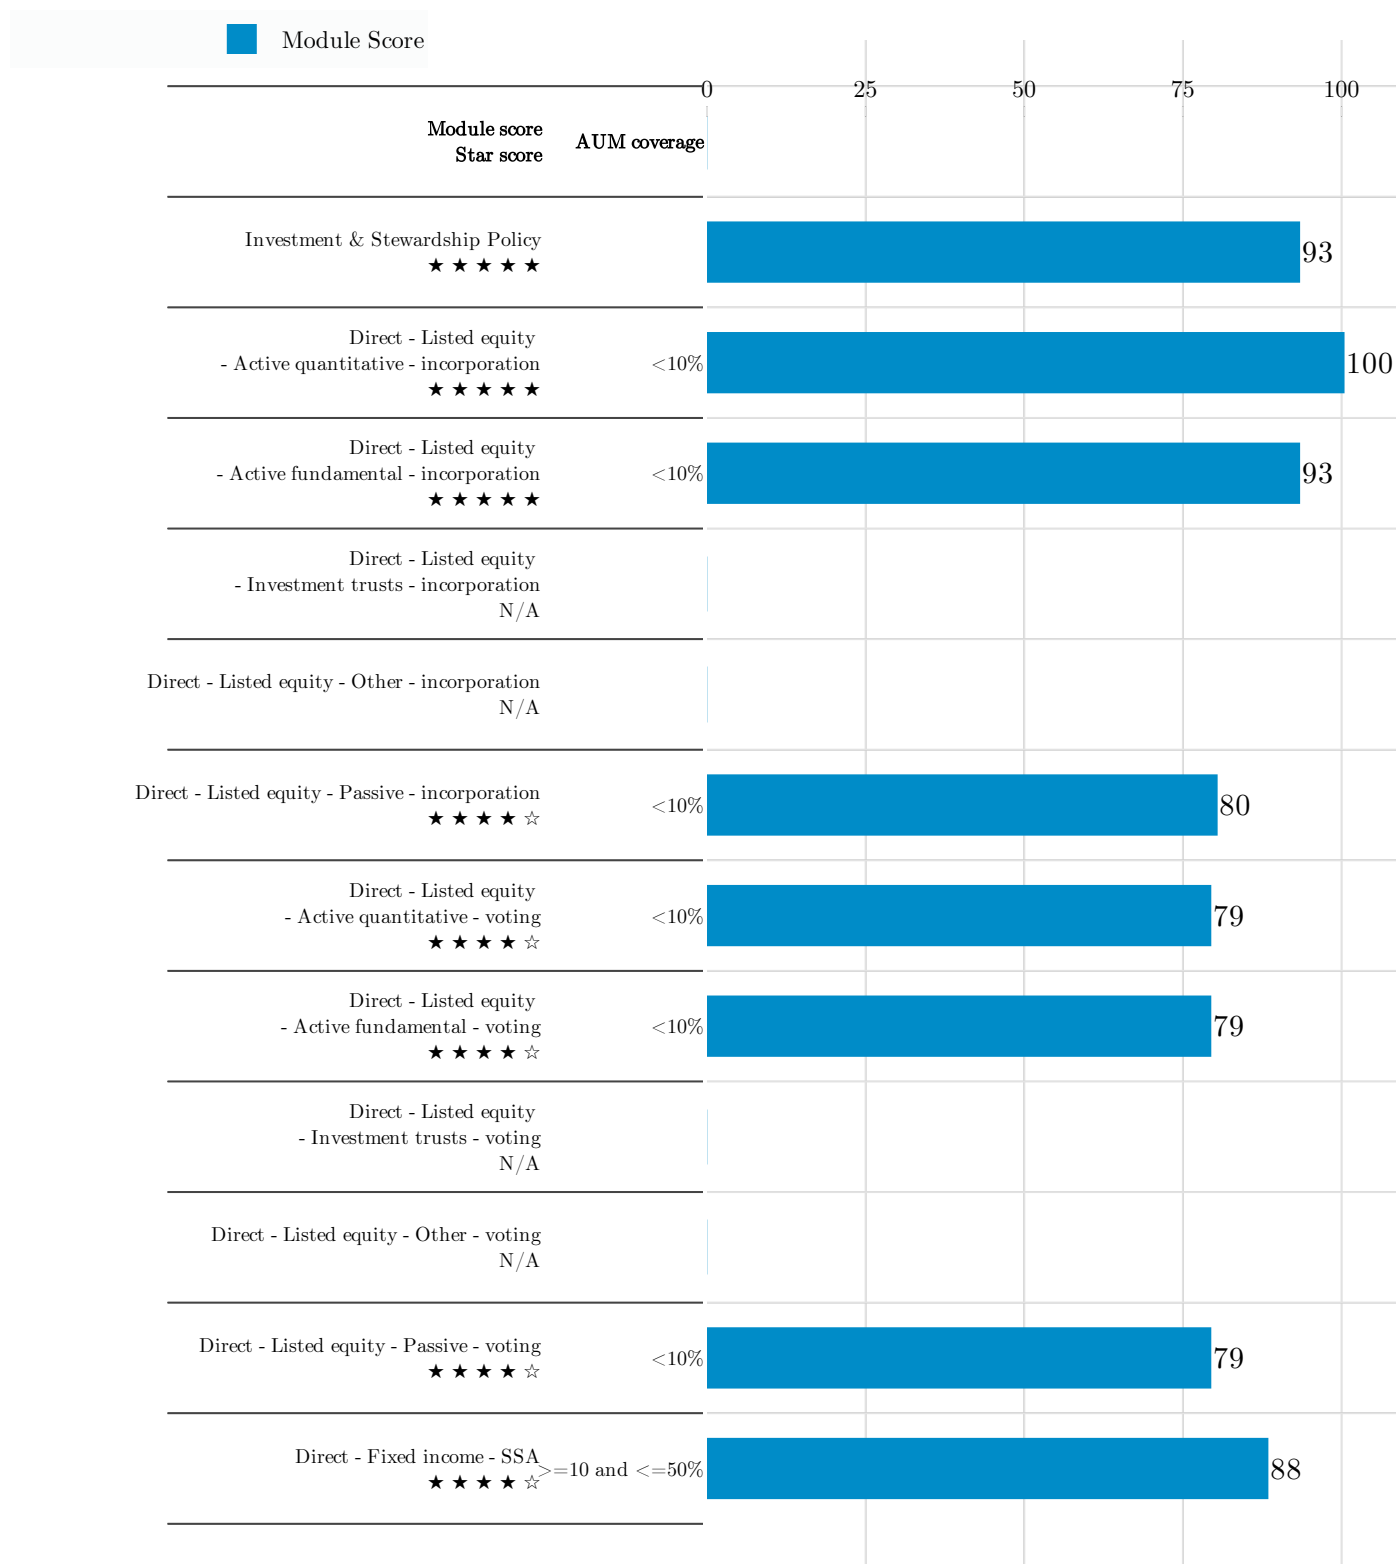 Module Score
0 25 50 75 100
Module score
Star score
AUM coverage
Investment & Stewardship Policy
★ ★ ★ ★ ★
93
Direct - Listed equity
- Active quantitative - incorporation
★ ★ ★ ★ ★
<10%
100
Direct - Listed equity
- Active fundamental - incorporation
★ ★ ★ ★ ★
<10%
93
Direct - Listed equity
- Investment trusts - incorporation
N/A
Direct - Listed equity - Other - incorporation
N/A
Direct - Listed equity - Passive - incorporation
★ ★ ★ ★ ☆
<10%
80
Direct - Listed equity
- Active quantitative - voting
★ ★ ★ ★ ☆
<10%
79
Direct - Listed equity
- Active fundamental - voting
★ ★ ★ ★ ☆
<10%
79
Direct - Listed equity
- Investment trusts - voting
N/A
Direct - Listed equity - Other - voting
N/A
Direct - Listed equity - Passive - voting
★ ★ ★ ★ ☆
<10%
79
Direct - Fixed income - SSA
★ ★ ★ ★ ☆
>=10 and <=50%
88